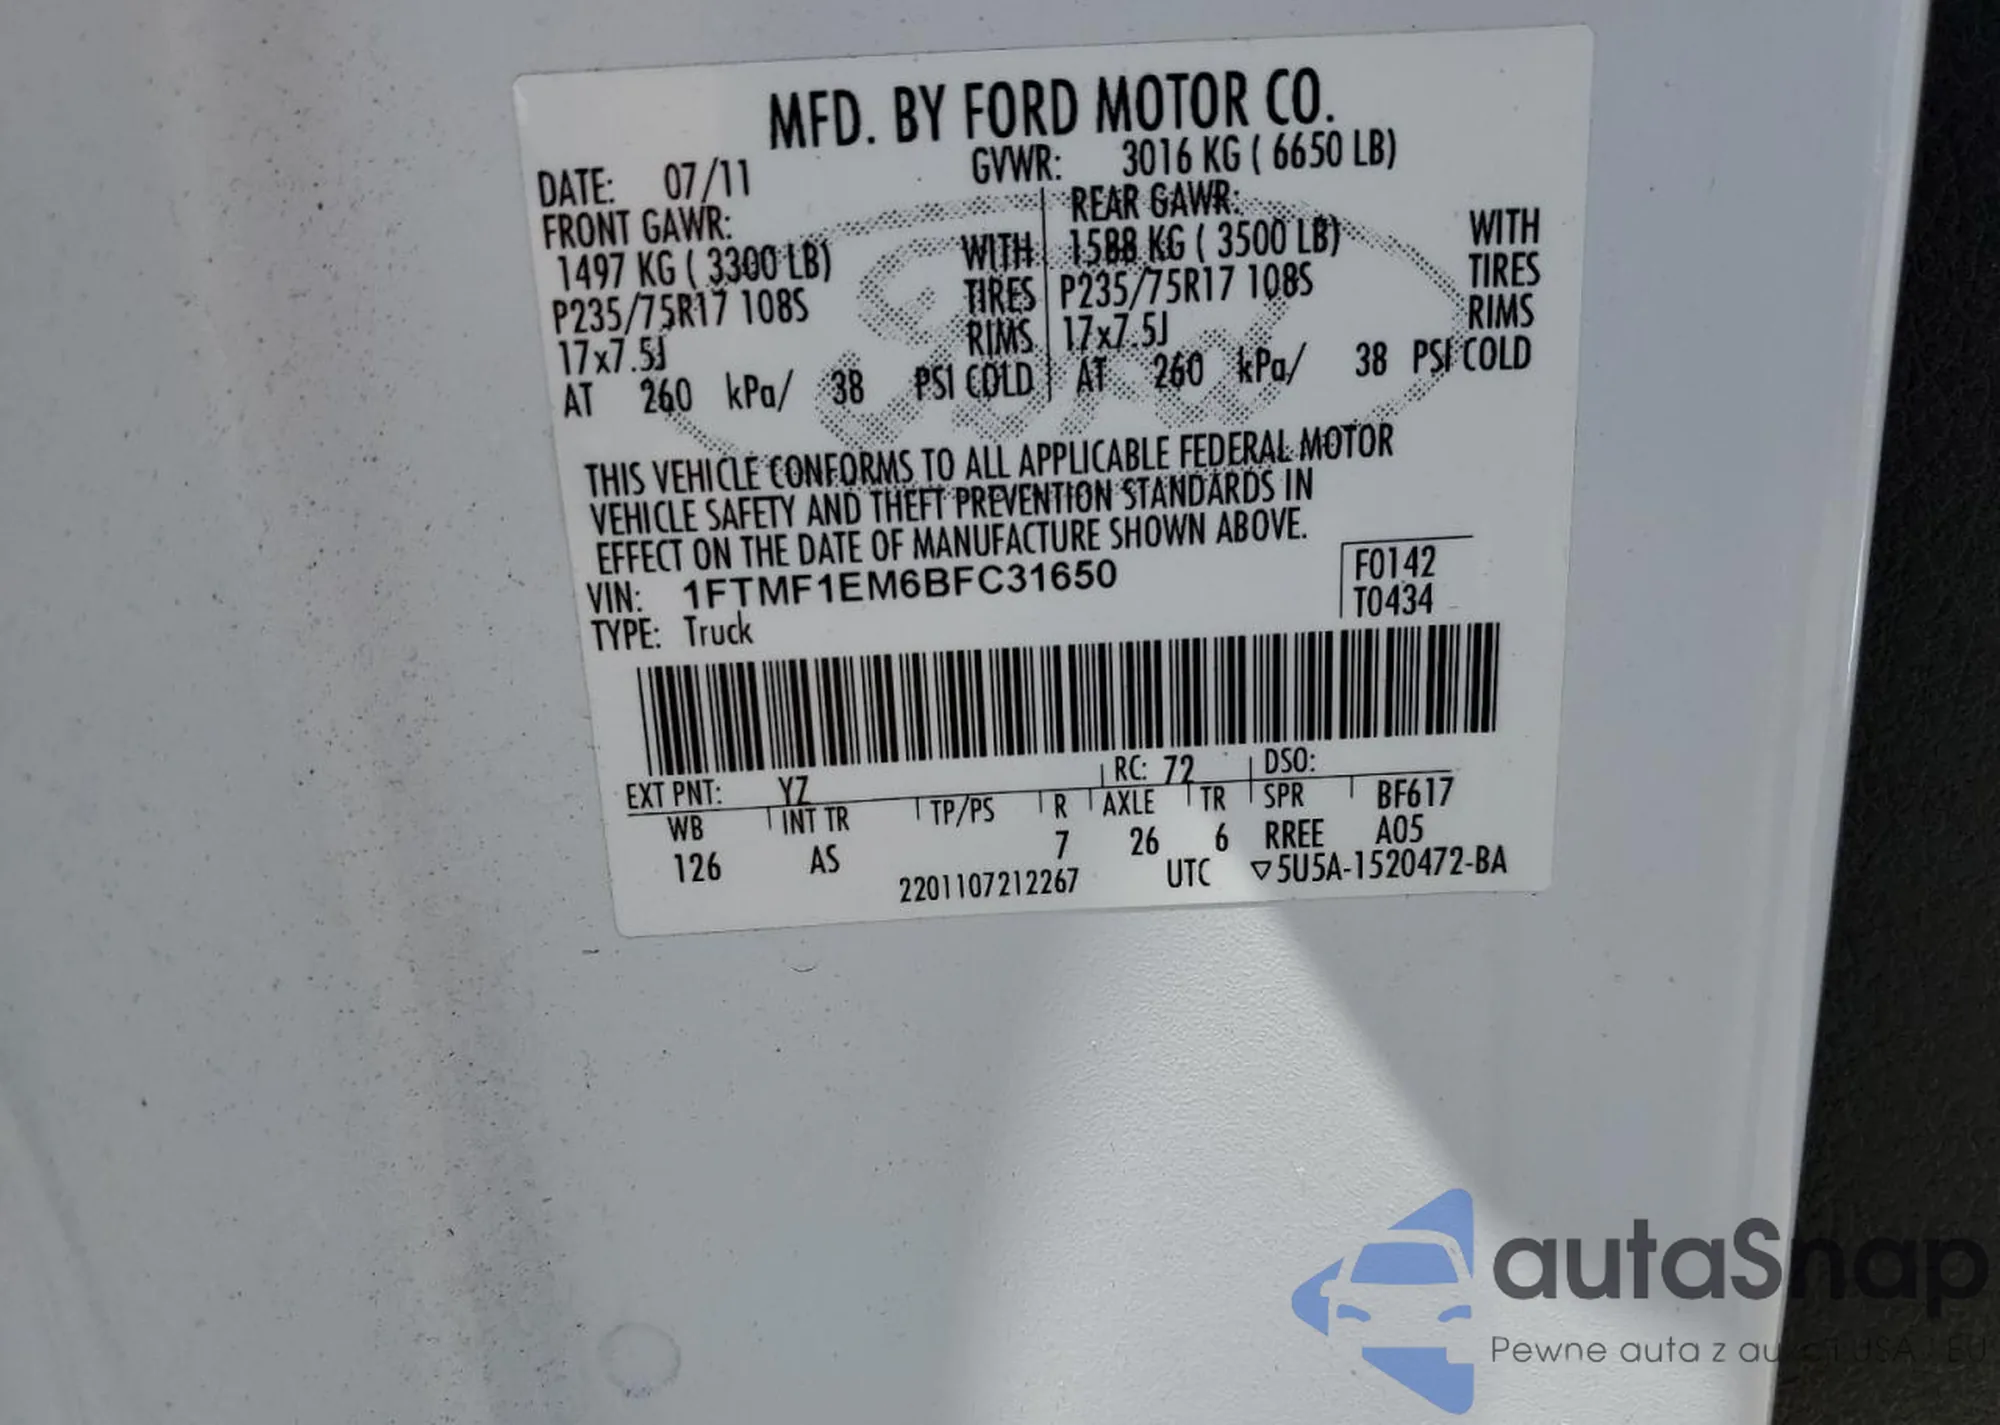 MFD. BY FORD MOTOR CO.
DATE: 07/11 GVWR: 3016 KG ( 6650 LB)
FRONT GAWR: REAR GAWR:
1497 KG ( 3300 LB) WITH 1588 KG ( 3500 LB) WITH
P235/75R17 108S TIRES P235/75R17 108S TIRES
17x7.5J RIMS 17x7.5J RIMS
AT 260 kPa/ 38 PSI COLD AT 260 kPa/ 38 PSI COLD
THIS VEHICLE CONFORMS TO ALL APPLICABLE FEDERAL MOTOR
VEHICLE SAFETY AND THEFT PREVENTION STANDARDS IN
EFFECT ON THE DATE OF MANUFACTURE SHOWN ABOVE.
VIN: 1FTMF1EM6BFC31650 F0142
TYPE: Truck T0434
EXT PNT: YZ RC: 72 DSO:
WB INT TR TP/PS R AXLE TR SPR BF617
126 AS 7 26 6 RREE A05
2201107212267 UTC ▽5U5A-1520472-BA
autaSnap
Pewne auta z aukcji USA i EU